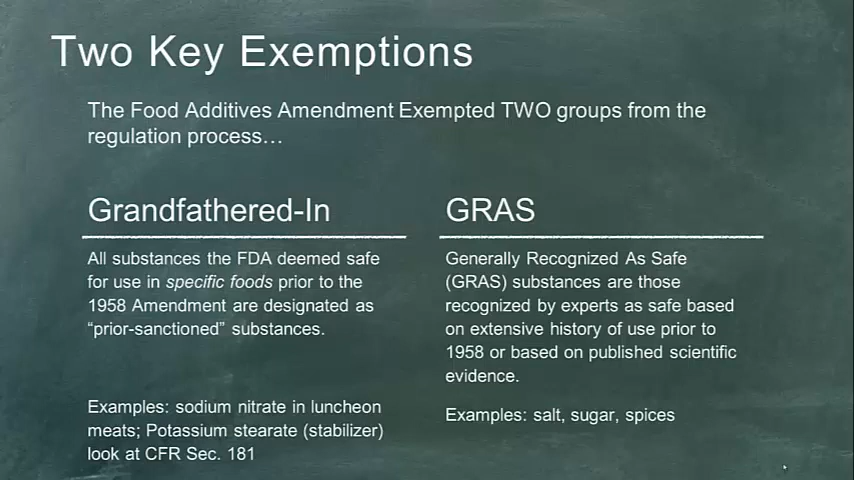 Two Key Exemptions
The Food Additives Amendment Exempted TWO groups from the
regulation process…
Grandfathered-In
All substances the FDA deemed safe
for use in specific foods prior to the
1958 Amendment are designated as
“prior-sanctioned” substances.
Examples: sodium nitrate in luncheon
meats; Potassium stearate (stabilizer)
look at CFR Sec. 181
GRAS
Generally Recognized As Safe
(GRAS) substances are those
recognized by experts as safe based
on extensive history of use prior to
1958 or based on published scientific
evidence.
Examples: salt, sugar, spices